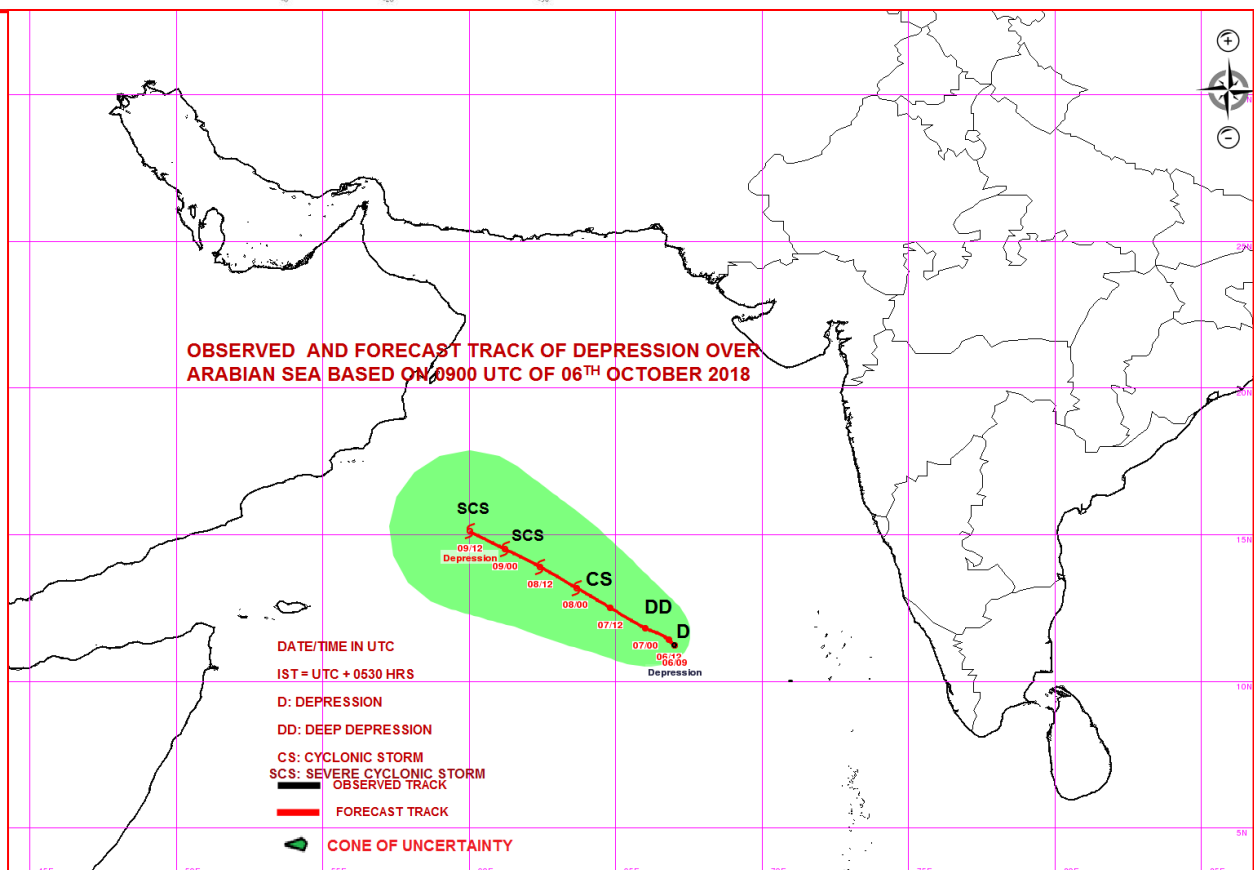 OBSERVED AND FORECAST TRACK OF DEPRESSION OVER
ARABIAN SEA BASED ON 0900 UTC OF 06TH OCTOBER 2018
25N
20N
SCS
SCS
15N
09/12
Depression
09/00
08/12
CS
08/00
DD
07/12
D
07/00
06/12
06/09
Depression
10N
DATE/TIME IN UTC
IST = UTC + 0530 HRS
D: DEPRESSION
DD: DEEP DEPRESSION
CS: CYCLONIC STORM
SCS: SEVERE CYCLONIC STORM
OBSERVED TRACK
FORECAST TRACK
5N
CONE OF UNCERTAINTY